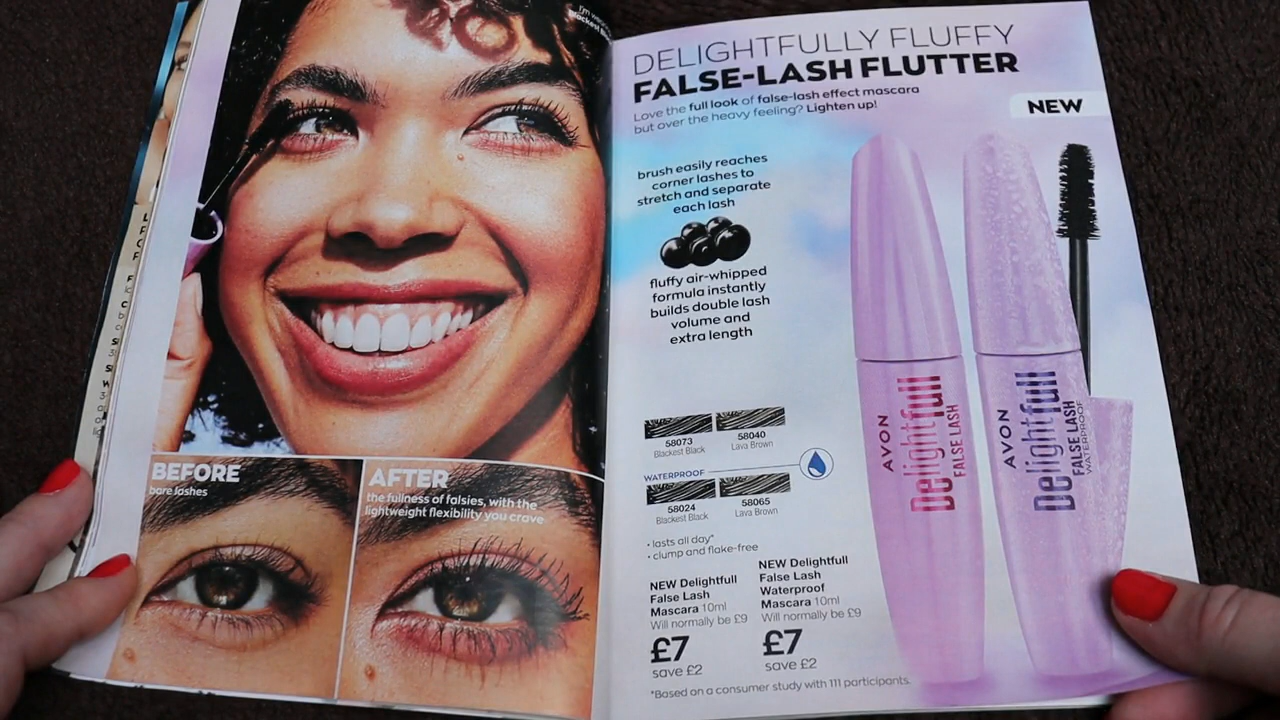 I'm wearing
Blackest Black
BEFORE
bare lashes
AFTER
the fullness of falsies, with the
lightweight flexibility you crave
DELIGHTFULLY FLUFFY
FALSE-LASH FLUTTER
Love the full look of false-lash effect mascara
but over the heavy feeling? Lighten up!
NEW
brush easily reaches
corner lashes to
stretch and separate
each lash
fluffy air-whipped
formula instantly
builds double lash
volume and
extra length
58073
Blackest Black
58040
Lava Brown
WATERPROOF
58024
Blackest Black
58065
Lava Brown
• lasts all day*
• clump and flake-free
NEW Delightfull
False Lash
Mascara 10ml
Will normally be £9
£7
save £2
NEW Delightfull
False Lash
Waterproof
Mascara 10ml
Will normally be £9
£7
save £2
*Based on a consumer study with 111 participants.
AVON
Delightfull
FALSE LASH
AVON
Delightfull
FALSE LASH
WATERPROOF